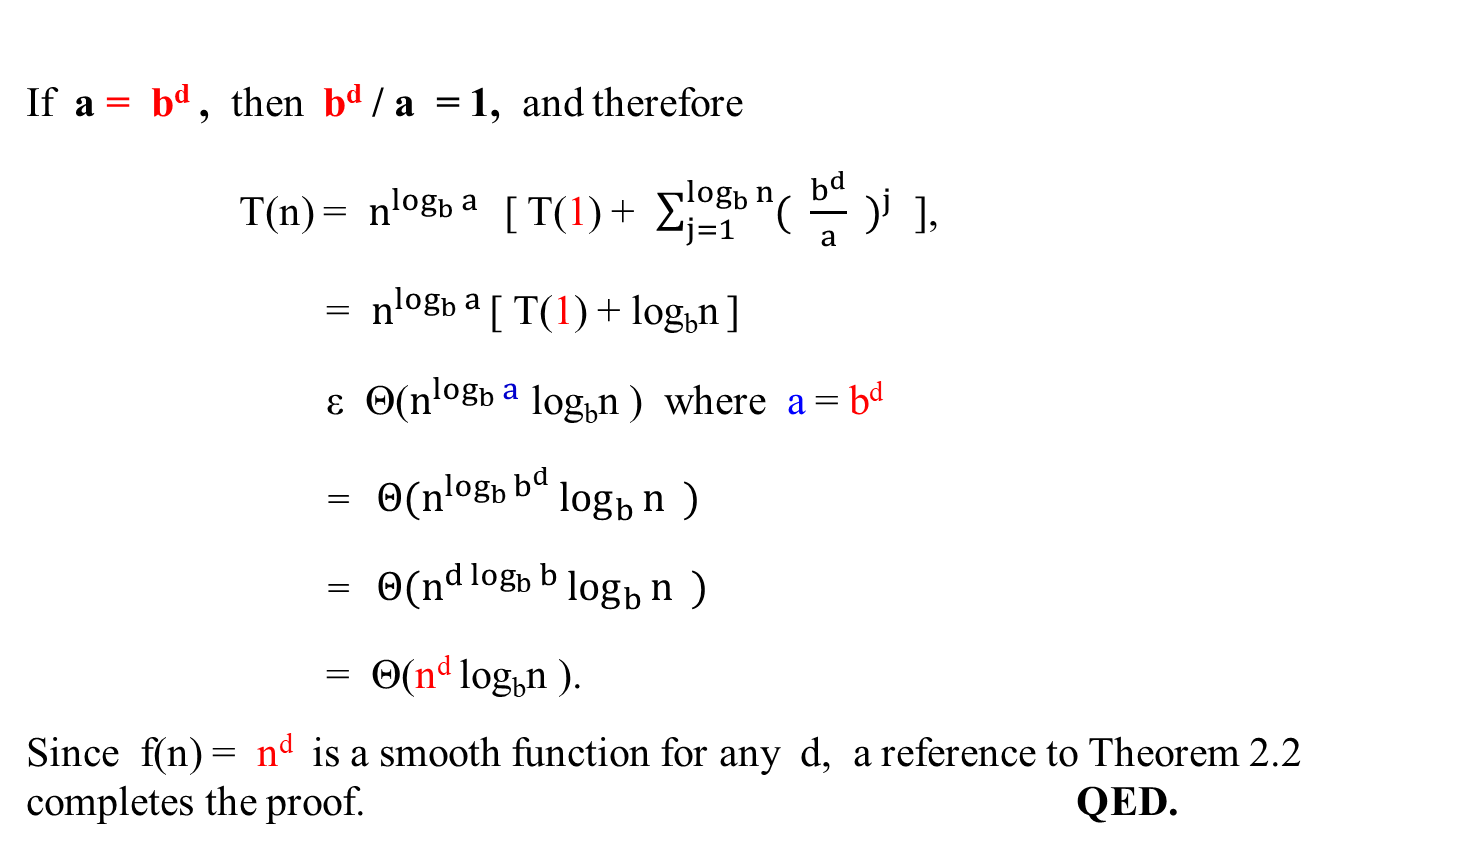 If a = b^d , then b^d / a = 1, and therefore
T(n) = n^{log_b a} [ T(1) + ∑_{j=1}^{log_b n} ( \frac{b^d}{a} )^j ],
= n^{log_b a} [ T(1) + log_b n ]
ε Θ(n^{log_b a} log_b n ) where a = b^d
= Θ(n^{log_b b^d} log_b n )
= Θ(n^{d log_b b} log_b n )
= Θ(n^d log_b n ).
Since f(n) = n^d is a smooth function for any d, a reference to Theorem 2.2
completes the proof. QED.